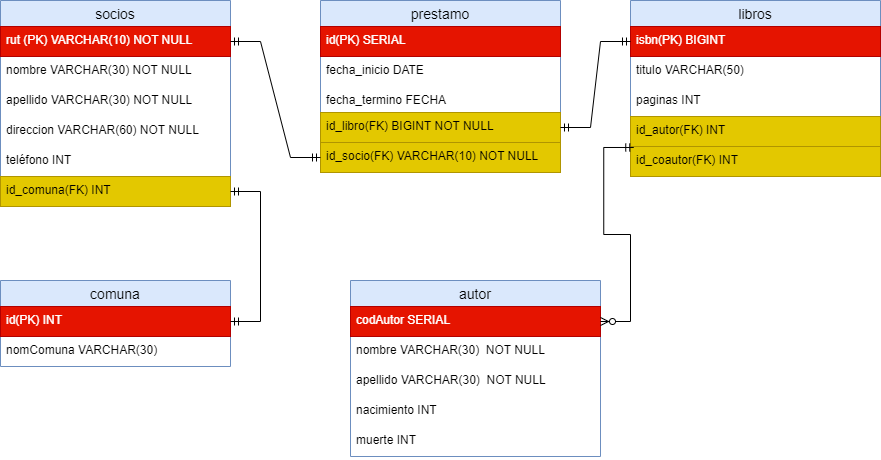 socios
rut (PK) VARCHAR(10) NOT NULL
nombre VARCHAR(30) NOT NULL
apellido VARCHAR(30) NOT NULL
direccion VARCHAR(60) NOT NULL
teléfono INT
id_comuna(FK) INT
prestamo
id(PK) SERIAL
fecha_inicio DATE
fecha_termino FECHA
id_libro(FK) BIGINT NOT NULL
id_socio(FK) VARCHAR(10) NOT NULL
libros
isbn(PK) BIGINT
titulo VARCHAR(50)
paginas INT
id_autor(FK) INT
id_coautor(FK) INT
comuna
id(PK) INT
nomComuna VARCHAR(30)
autor
codAutor SERIAL
nombre VARCHAR(30) NOT NULL
apellido VARCHAR(30) NOT NULL
nacimiento INT
muerte INT